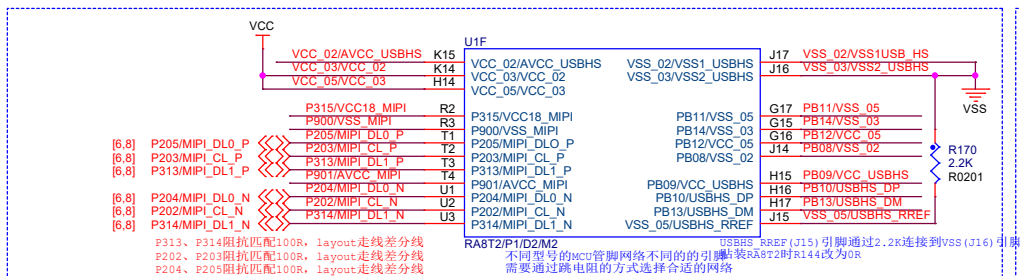 VCC
U1F
VCC_02/AVCC_USBHS K15 VCC_02/AVCC_USBHS VSS_02/VSS1_USBHS J17 VSS_02/VSS1USB_HS
VCC_03/VCC_02 K14 VCC_03/VCC_02 VSS_03/VSS2_USBHS J16 VSS_03/VSS2_USBHS
VCC_05/VCC_03 H14 VCC_05/VCC_03
VSS
P315/VCC18_MIPI R2 P315/VCC18_MIPI PB11/VSS_05 G17 PB11/VSS_05
P900/VSS_MIPI R3 P900/VSS_MIPI PB14/VSS_03 G15 PB14/VSS_03
[6,8] P205/MIPI_DL0_P P205/MIPI_DL0_P T1 P205/MIPI_DLO_P PB12/VCC_05 G16 PB12/VCC_05
[6,8] P203/MIPI_CL_P P203/MIPI_CL_P T2 P203/MIPI_CL_P PB08/VSS_02 J14 PB08/VSS_02
[6,8] P313/MIPI_DL1_P P313/MIPI_DL1_P T3 P313/MIPI_DL1_P
R170
2.2K
R0201
P901/AVCC_MIPI T4 P901/AVCC_MIPI PB09/VCC_USBHS H15 PB09/VCC_USBHS
[6,8] P204/MIPI_DL0_N P204/MIPI_DL0_N U1 P204/MIPI_DL0_N PB10/USBHS_DP H16 PB10/USBHS_DP
[6,8] P202/MIPI_CL_N P202/MIPI_CL_N U2 P202/MIPI_CL_N PB13/USBHS_DM H17 PB13/USBHS_DM
[6,8] P314/MIPI_DL1_N P314/MIPI_DL1_N U3 P314/MIPI_DL1_N VSS_05/USBHS_RREF J15 VSS_05/USBHS_RREF
RA8T2/P1/D2/M2
P313、P314阻抗匹配100R，layout走线差分线
P202、P203阻抗匹配100R，layout走线差分线
P204、P205阻抗匹配100R，layout走线差分线
不同型号的MCU管脚网络不同的的引脚
需要通过跳电阻的方式选择合适的网络
USBHS_RREF(J15)引脚通过2.2K连接到VSS(J16)引脚
贴装RA8T2时R144改为0R